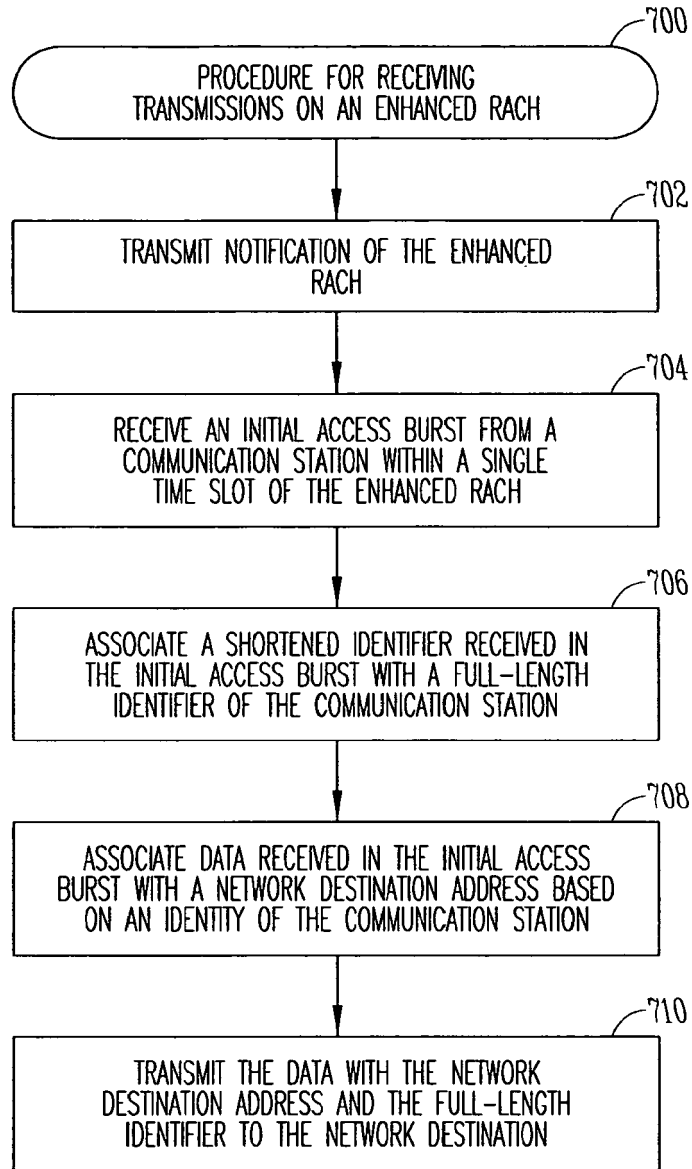 700
PROCEDURE FOR RECEIVING
TRANSMISSIONS ON AN ENHANCED RACH
702
TRANSMIT NOTIFICATION OF THE ENHANCED
RACH
704
RECEIVE AN INITIAL ACCESS BURST FROM A
COMMUNICATION STATION WITHIN A SINGLE
TIME SLOT OF THE ENHANCED RACH
706
ASSOCIATE A SHORTENED IDENTIFIER RECEIVED IN
THE INITIAL ACCESS BURST WITH A FULL-LENGTH
IDENTIFIER OF THE COMMUNICATION STATION
708
ASSOCIATE DATA RECEIVED IN THE INITIAL ACCESS
BURST WITH A NETWORK DESTINATION ADDRESS BASED
ON AN IDENTITY OF THE COMMUNICATION STATION
710
TRANSMIT THE DATA WITH THE NETWORK
DESTINATION ADDRESS AND THE FULL-LENGTH
IDENTIFIER TO THE NETWORK DESTINATION